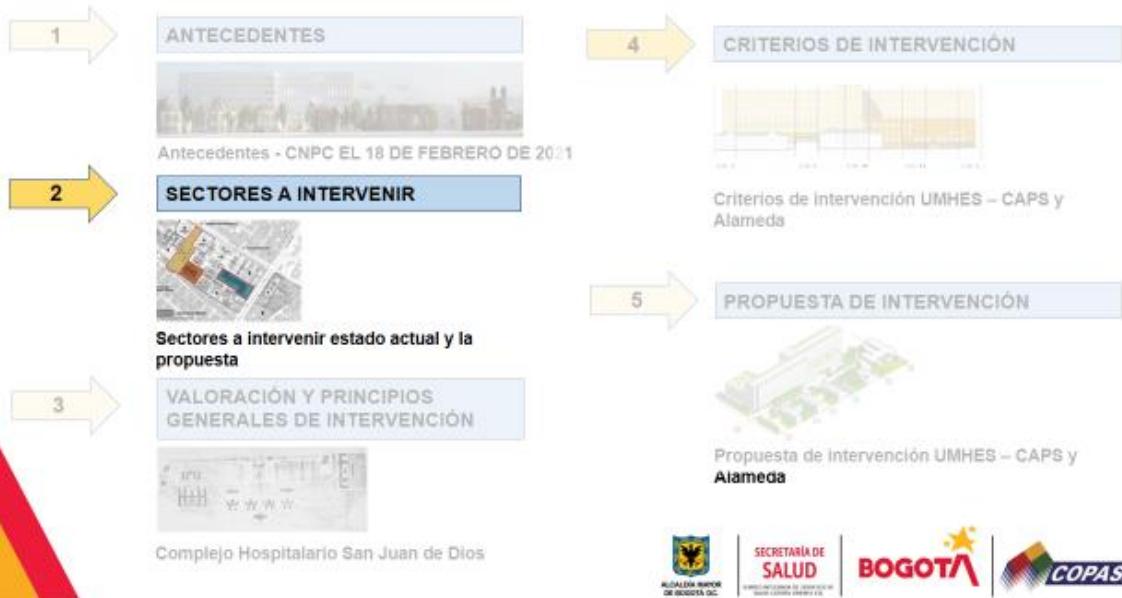 1
ANTECEDENTES
Antecedentes - CNPC EL 18 DE FEBRERO DE 2021
2
SECTORES A INTERVENIR
Sectores a intervenir estado actual y la
propuesta
3
VALORACIÓN Y PRINCIPIOS
GENERALES DE INTERVENCIÓN
Complejo Hospitalario San Juan de Dios
4
CRITERIOS DE INTERVENCIÓN
Criterios de intervención UMHES – CAPS y
Alameda
5
PROPUESTA DE INTERVENCIÓN
Propuesta de intervención UMHES – CAPS y
Alameda
ALCALDÍA MAYOR
DE BOGOTÁ D.C.
SECRETARÍA DE
SALUD
BOGOTÁ
COPAS